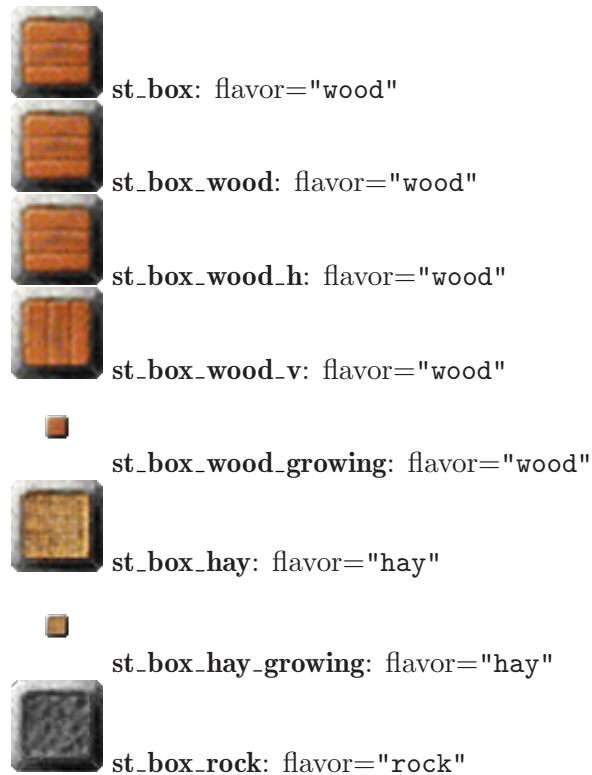 st_box: flavor="wood"
st_box_wood: flavor="wood"
st_box_wood_h: flavor="wood"
st_box_wood_v: flavor="wood"
st_box_wood_growing: flavor="wood"
st_box_hay: flavor="hay"
st_box_hay_growing: flavor="hay"
st_box_rock: flavor="rock"